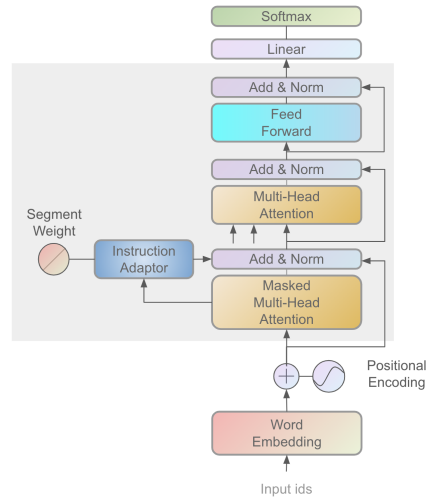 Softmax
Linear
Add & Norm
Feed
Forward
Add & Norm
Multi-Head
Attention
Segment
Weight
Instruction
Adaptor
Add & Norm
Masked
Multi-Head
Attention
Positional
Encoding
Word
Embedding
Input ids